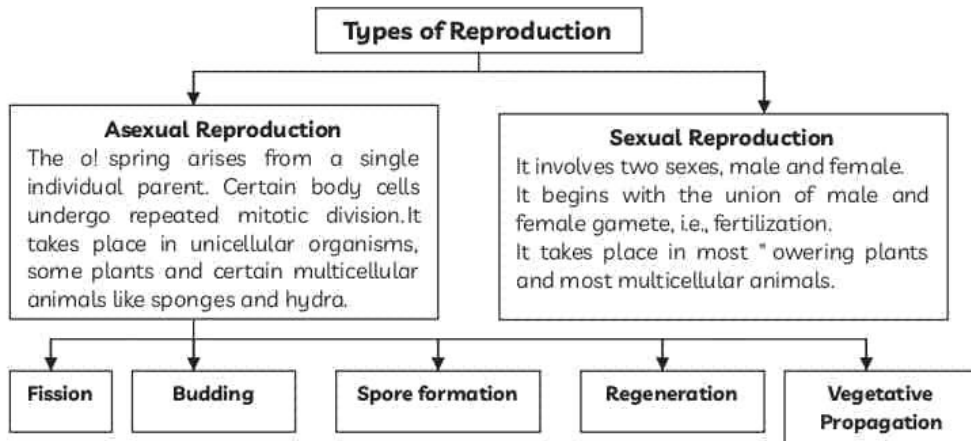 Types of Reproduction
Asexual Reproduction
The o! spring arises from a single
individual parent. Certain body cells
undergo repeated mitotic division.It
takes place in unicellular organisms,
some plants and certain multicellular
animals like sponges and hydra.
Sexual Reproduction
It involves two sexes, male and female.
It begins with the union of male and
female gamete, i.e., fertilization.
It takes place in most " owering plants
and most multicellular animals.
Fission
Budding
Spore formation
Regeneration
Vegetative
Propagation